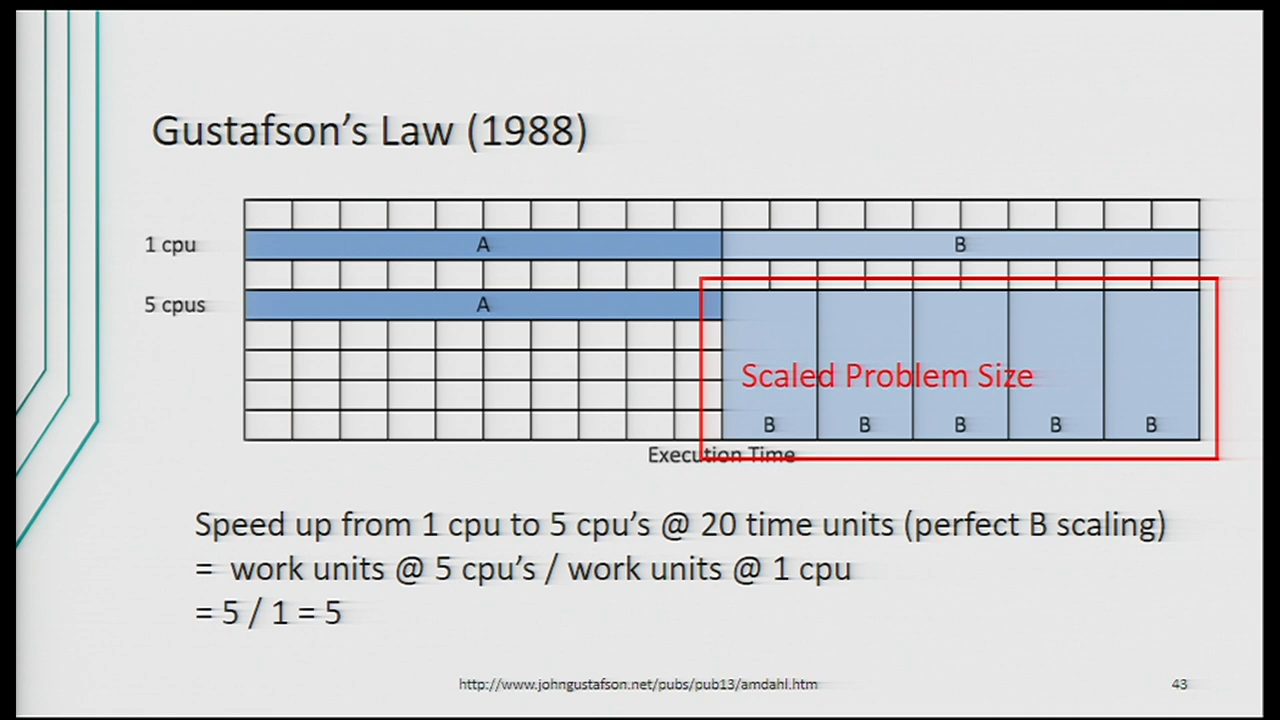 Gustafson's Law (1988)
1 cpu
A
B
5 cpus
A
Scaled Problem Size
B
B
B
B
B
Execution Time
Speed up from 1 cpu to 5 cpu's @ 20 time units (perfect B scaling)
= work units @ 5 cpu's / work units @ 1 cpu
= 5 / 1 = 5
http://www.johngustafson.net/pubs/pub13/amdahl.htm
43